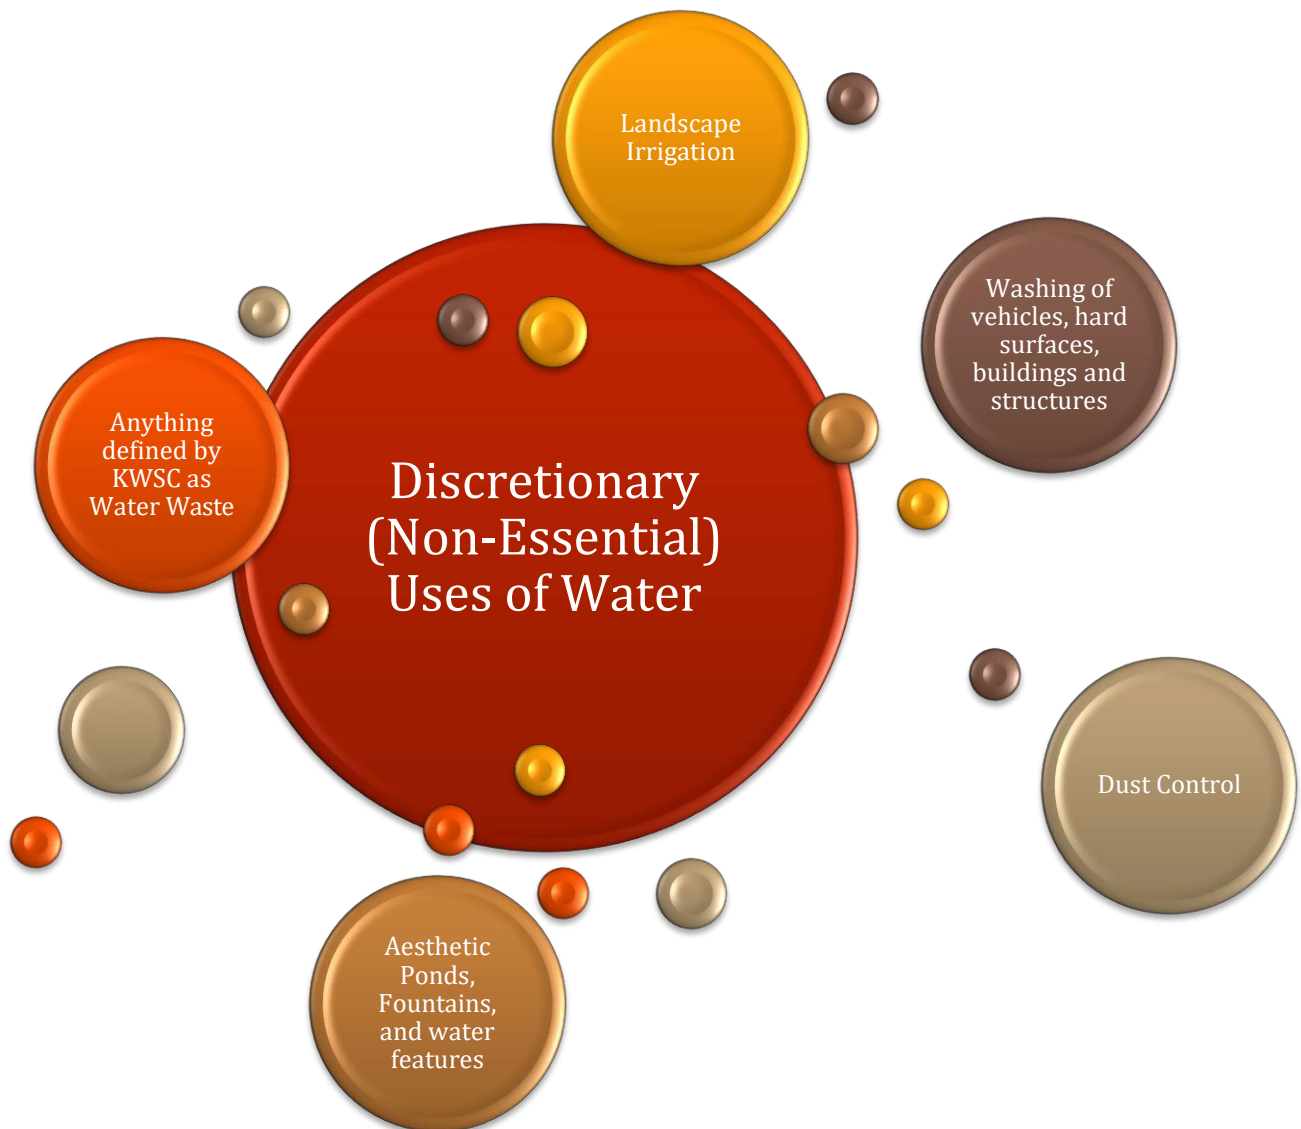 Landscape
Irrigation
Washing of
vehicles, hard
surfaces,
buildings and
structures
Anything
defined by
KWSC as
Water Waste
Discretionary
(Non-Essential)
Uses of Water
Dust Control
Aesthetic
Ponds,
Fountains,
and water
features